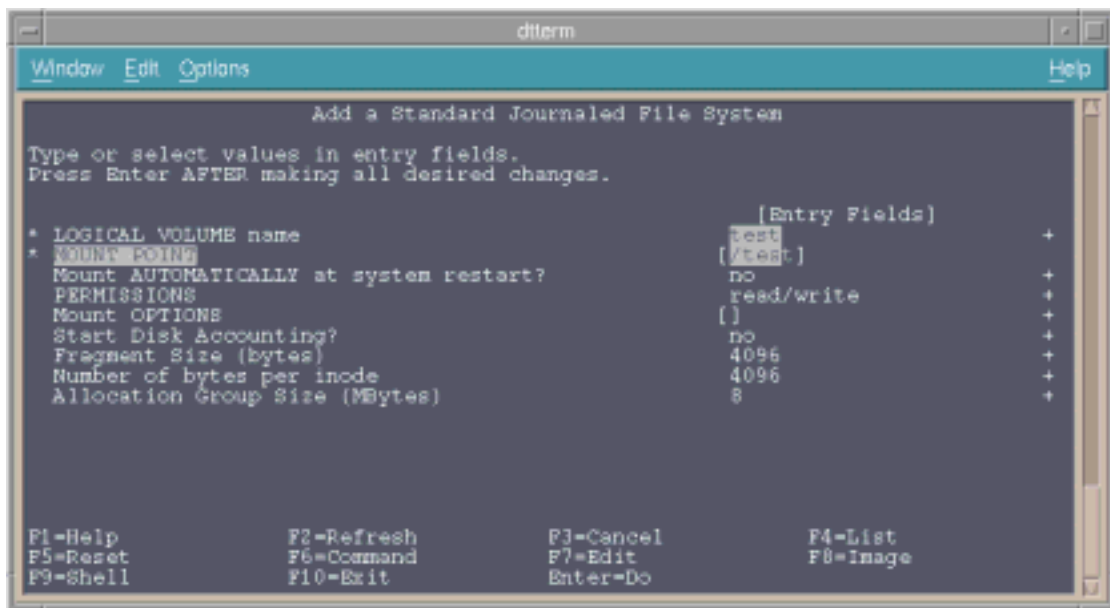 dtterm
Window Edit Options Help
Add a Standard Journaled File System
Type or select values in entry fields.
Press Enter AFTER making all desired changes.
[Entry Fields]
* LOGICAL VOLUME name test +
* MOUNT POINT [/test]
Mount AUTOMATICALLY at system restart? no +
PERMISSIONS read/write +
Mount OPTIONS [] +
Start Disk Accounting? no +
Fragment Size (bytes) 4096 +
Number of bytes per inode 4096 +
Allocation Group Size (MBytes) 8 +
F1=Help F2=Refresh F3=Cancel F4=List
F5=Reset F6=Command F7=Edit F8=Image
F9=Shell F10=Exit Enter=Do